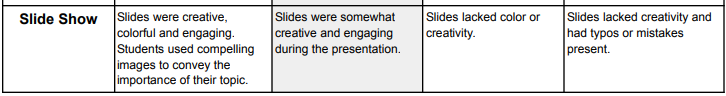 Slide Show
Slides were creative,
colorful and engaging.
Students used compelling
images to convey the
importance of their topic.
Slides were somewhat
creative and engaging
during the presentation.
Slides lacked color or
creativity.
Slides lacked creativity and
had typos or mistakes
present.